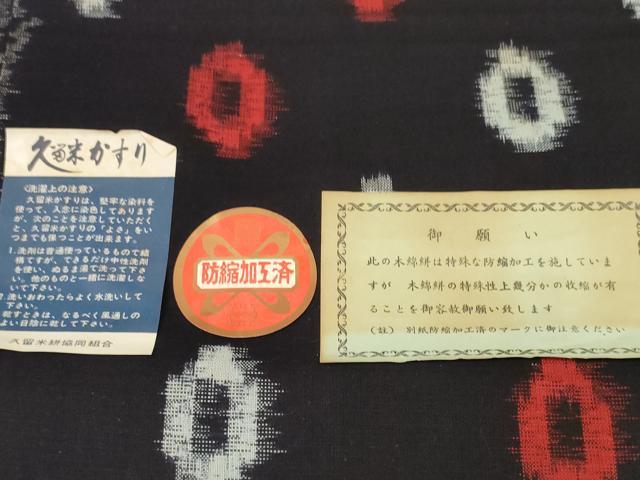 久留米かすり
〈洗濯上の注意〉
久留米かすりは、堅牢な染料を
使って、入念に染色してあります
が、次のことを注意していただく
と、久留米かすりの「よさ」をい
つまでも保つことが出来ます。
1. 洗剤は普通使っているもので結
構ですが、できるだけ中性洗剤
を使い、ぬるま湯で洗って下さ
い。他のものと一緒に洗濯しな
いで下さい。
洗いおわったらよく水洗いして
下さい。
乾すときは、なるべく風通しの
よい日陰に乾して下さい。
久留米絣協同組合
防縮加工済
御願い
此の木綿絣は特殊な防縮加工を施していま
すが 木綿絣の特殊性上幾分かの収縮が有
ることを御容赦御願い致します
(註) 別紙防縮加工済のマークに御注意ください